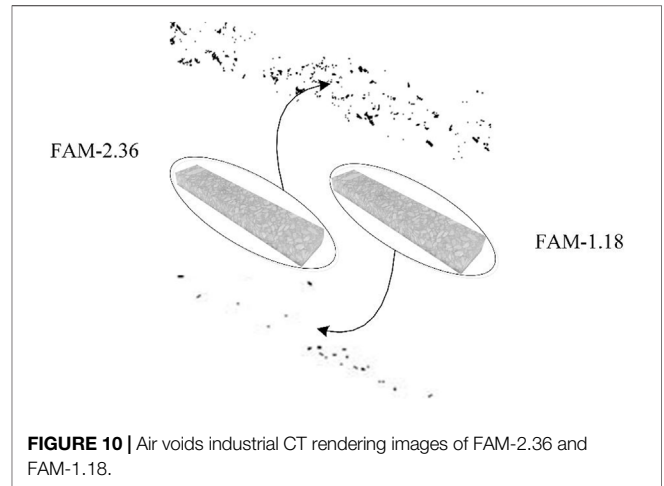 FAM-2.36
FAM-1.18
FIGURE 10 | Air voids industrial CT rendering images of FAM-2.36 and
FAM-1.18.